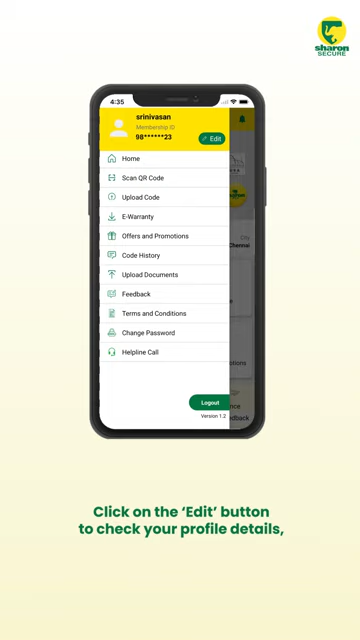 sharon
SECURE
4:35
srinivasan
Membership ID
98******23
Edit
Home
Scan QR Code
Upload Code
E-Warranty
Offers and Promotions
Code History
Upload Documents
Feedback
Terms and Conditions
Change Password
Helpline Call
Logout
Version 1.2
City
Chennai
Click on the ‘Edit’ button
to check your profile details,